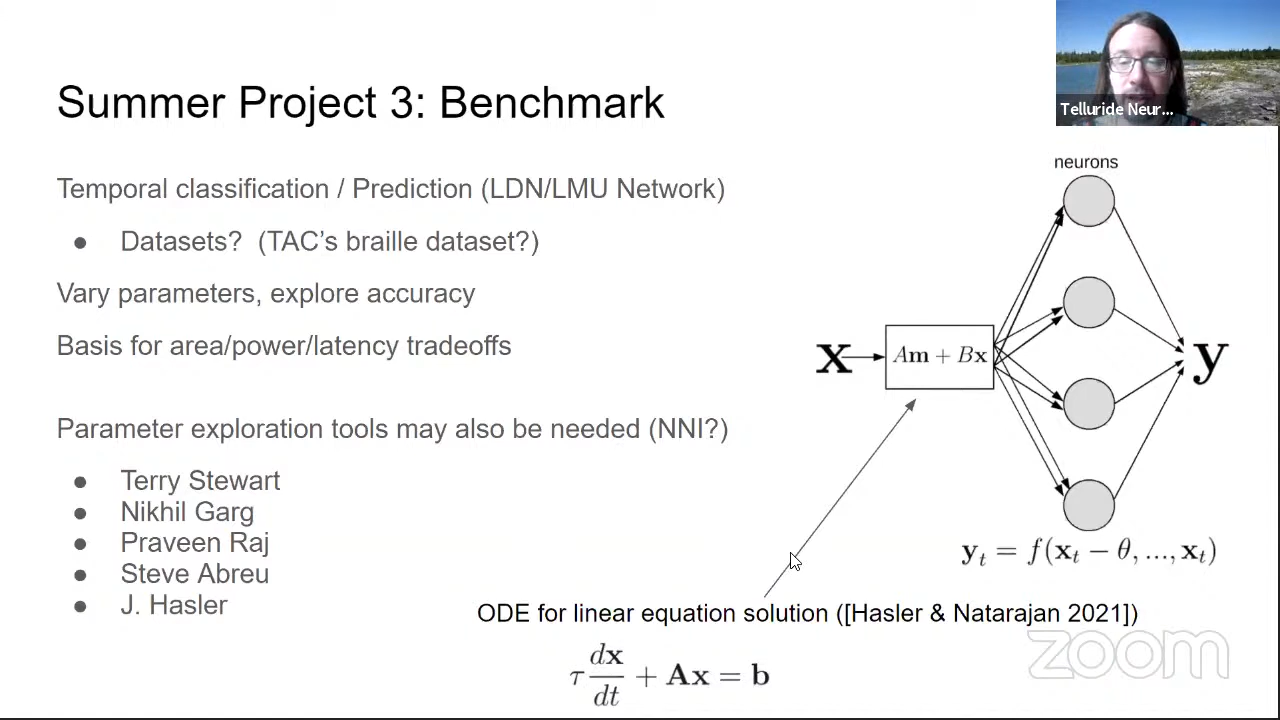 Summer Project 3: Benchmark
Telluride Neur...
Temporal classification / Prediction (LDN/LMU Network)
● Datasets? (TAC's braille dataset?)
Vary parameters, explore accuracy
Basis for area/power/latency tradeoffs
Parameter exploration tools may also be needed (NNI?)
● Terry Stewart
● Nikhil Garg
● Praveen Raj
● Steve Abreu
● J. Hasler
neurons
x
Am + Bx
y
y_t = f(x_t − θ, ..., x_t)
ODE for linear equation solution ([Hasler & Natarajan 2021])
τ dx/dt + Ax = b
zoom